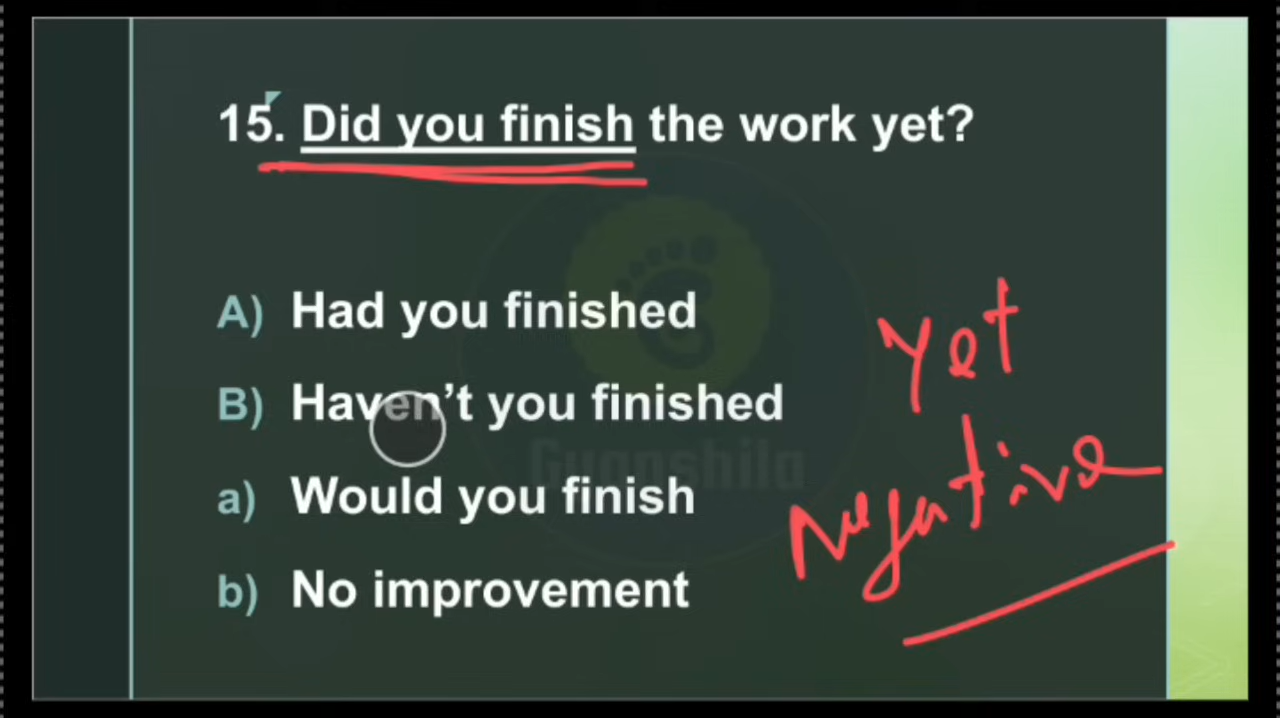 15. Did you finish the work yet?
A) Had you finished
B) Haven't you finished
a) Would you finish
b) No improvement
yet
Negative
Gyanshila